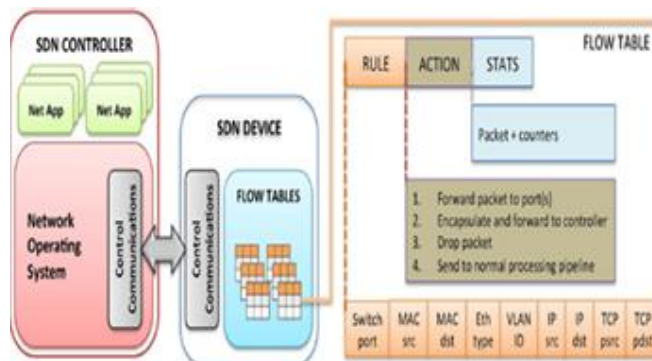 SDN CONTROLLER
Net App
Net App
Network
Operating
System
Control
Communications
SDN DEVICE
Control
Communications
FLOW TABLES
FLOW TABLE
RULE
ACTION
STATS
Packet + counters
1. Forward packet to port(s)
2. Encapsulate and forward to controller
3. Drop packet
4. Send to normal processing pipeline
Switch port
MAC src
MAC dst
Eth type
VLAN ID
IP src
IP dst
TCP psrc
TCP pdst